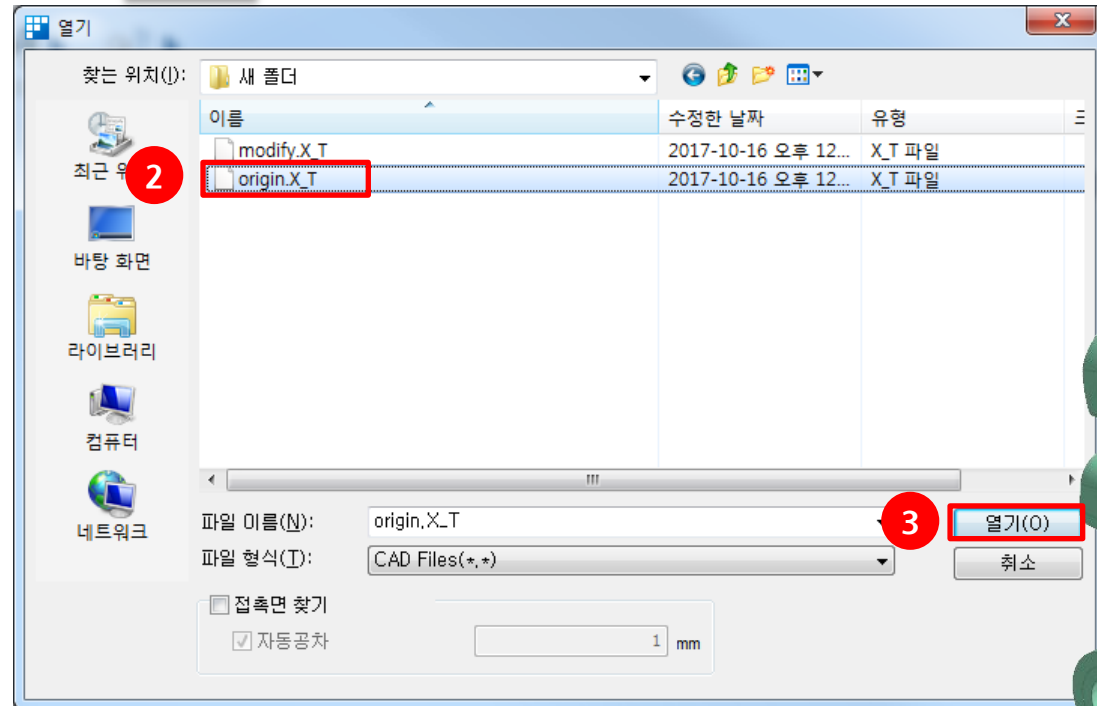 열기
찾는 위치(I): 새 폴더
이름 수정한 날짜 유형
modify.X_T 2017-10-16 오후 12... X_T 파일
origin.X_T 2017-10-16 오후 12... X_T 파일
최근
2
바탕 화면
라이브러리
컴퓨터
네트워크
파일 이름(N): origin.X_T
3
열기(O)
파일 형식(T): CAD Files(*.*)
취소
접촉면 찾기
자동공차 1 mm